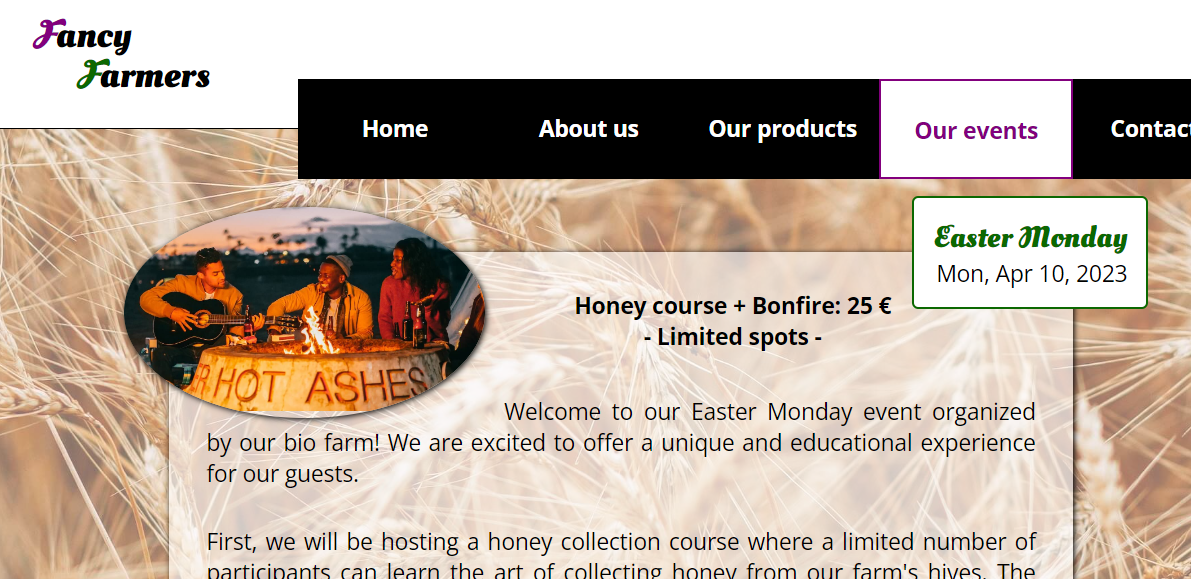 Fancy
Farmers
Home About us Our products Our events Contact
Easter Monday
Mon, Apr 10, 2023
HOT ASHES
Honey course + Bonfire: 25 €
- Limited spots -
Welcome to our Easter Monday event organized
by our bio farm! We are excited to offer a unique and educational experience
for our guests.
First, we will be hosting a honey collection course where a limited number of
participants can learn the art of collecting honey from our farm's hives. The